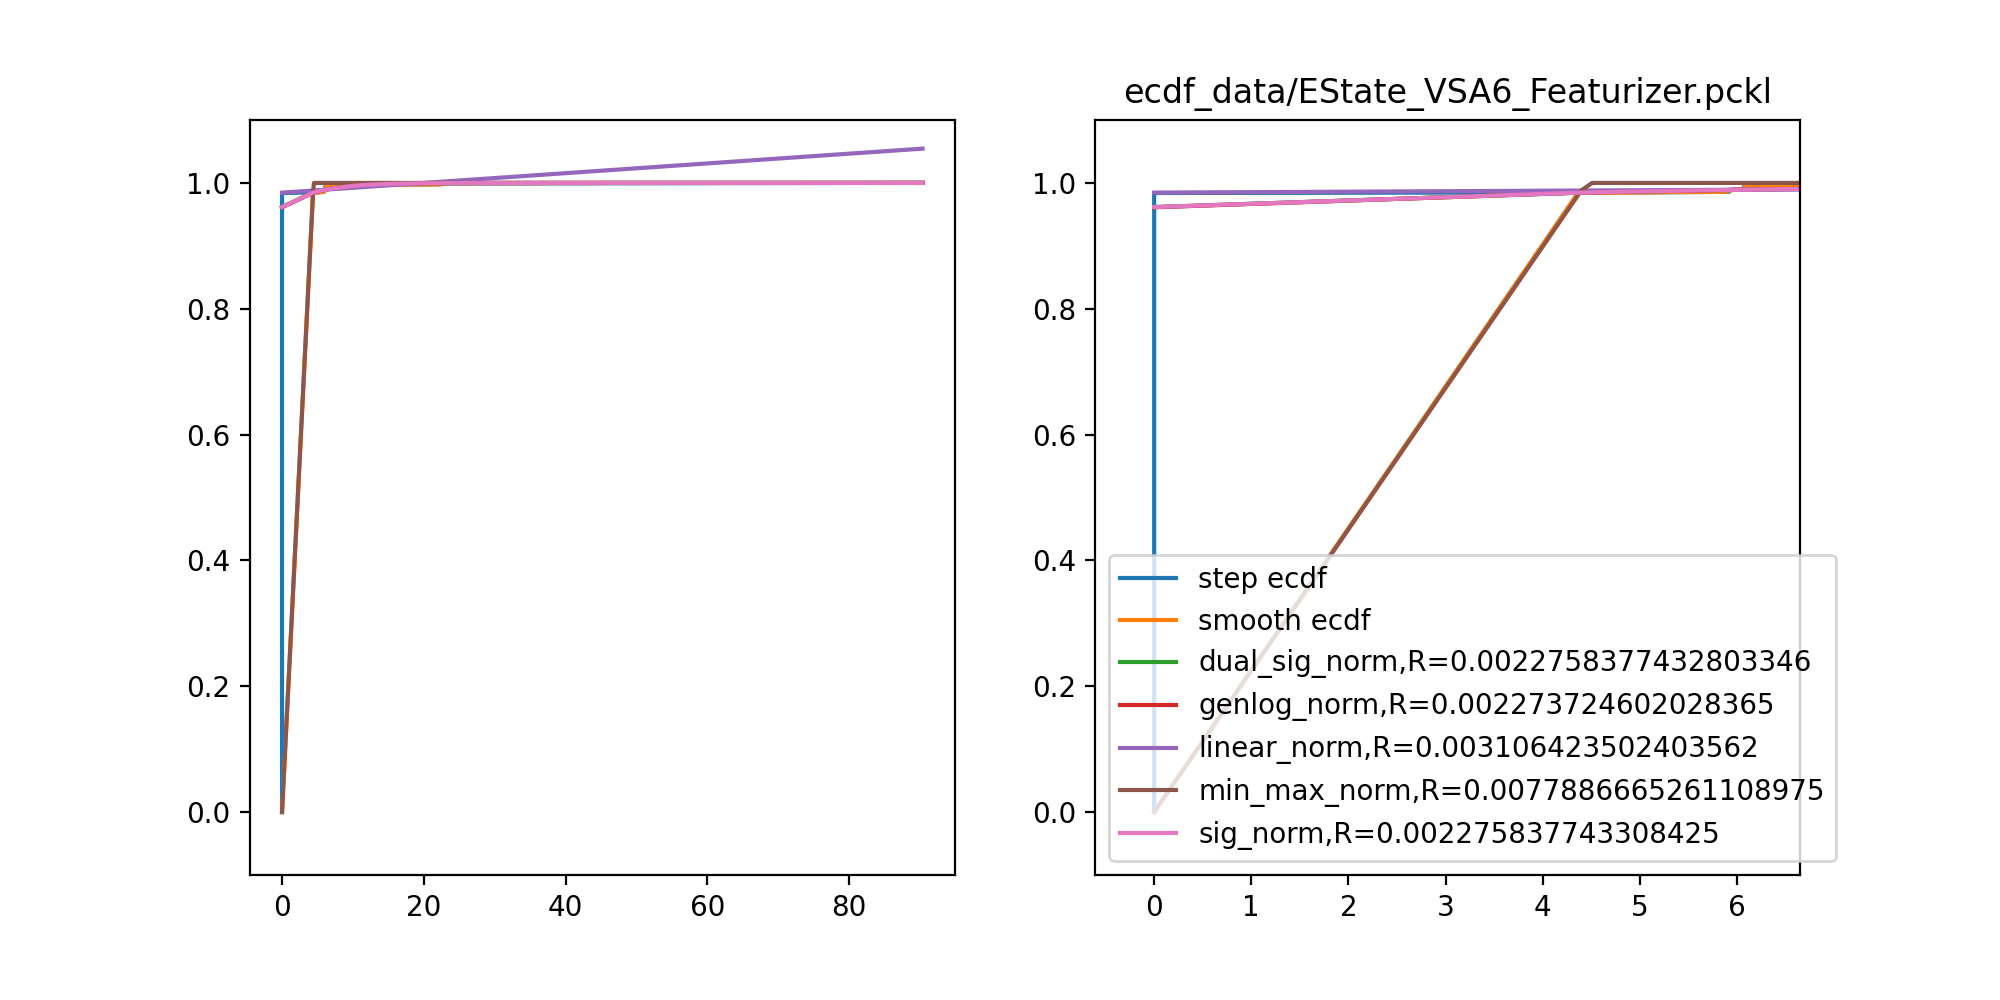 ecdf_data/EState_VSA6_Featurizer.pckl
1.0
0.8
0.6
0.4
0.2
0.0
0 20 40 60 80
1.0
0.8
0.6
0.4
0.2
0.0
step ecdf
smooth ecdf
dual_sig_norm,R=0.0022758377432803346
genlog_norm,R=0.002273724602028365
linear_norm,R=0.003106423502403562
min_max_norm,R=0.0077886665261108975
sig_norm,R=0.002275837743308425
0 1 2 3 4 5 6